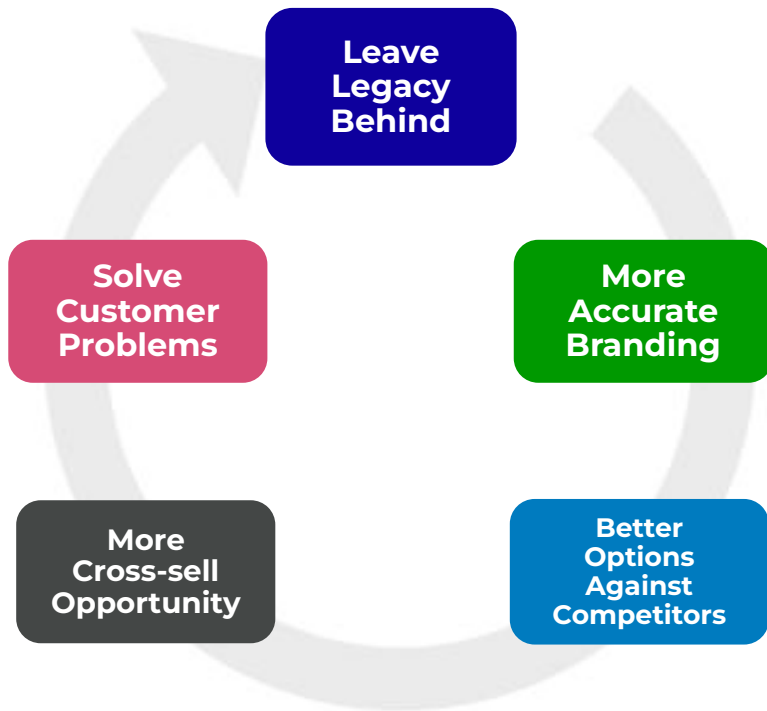 Leave
Legacy
Behind
More
Accurate
Branding
Better
Options
Against
Competitors
More
Cross-sell
Opportunity
Solve
Customer
Problems